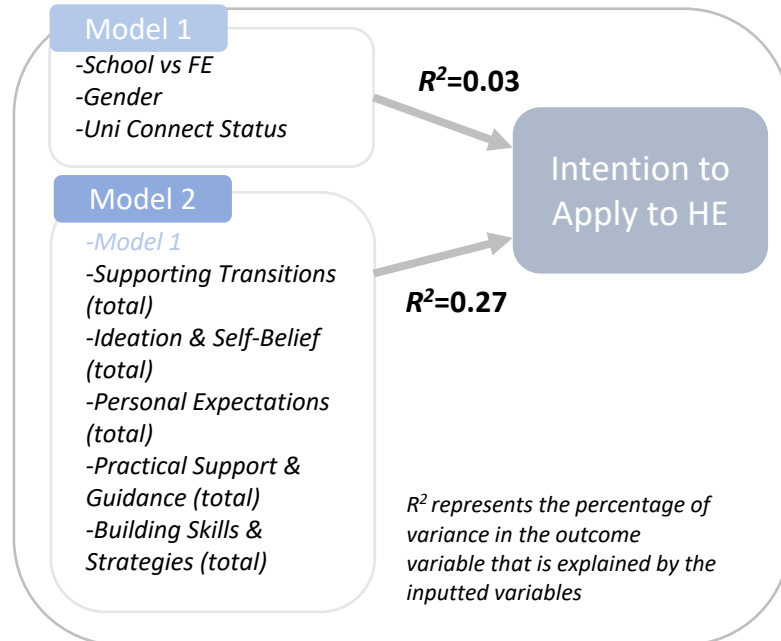 Model 1
-School vs FE
-Gender
-Uni Connect Status
R²=0.03
Intention to
Apply to HE
Model 2
-Model 1
-Supporting Transitions
(total)
-Ideation & Self-Belief
(total)
-Personal Expectations
(total)
-Practical Support &
Guidance (total)
-Building Skills &
Strategies (total)
R²=0.27
R² represents the percentage of
variance in the outcome
variable that is explained by the
inputted variables